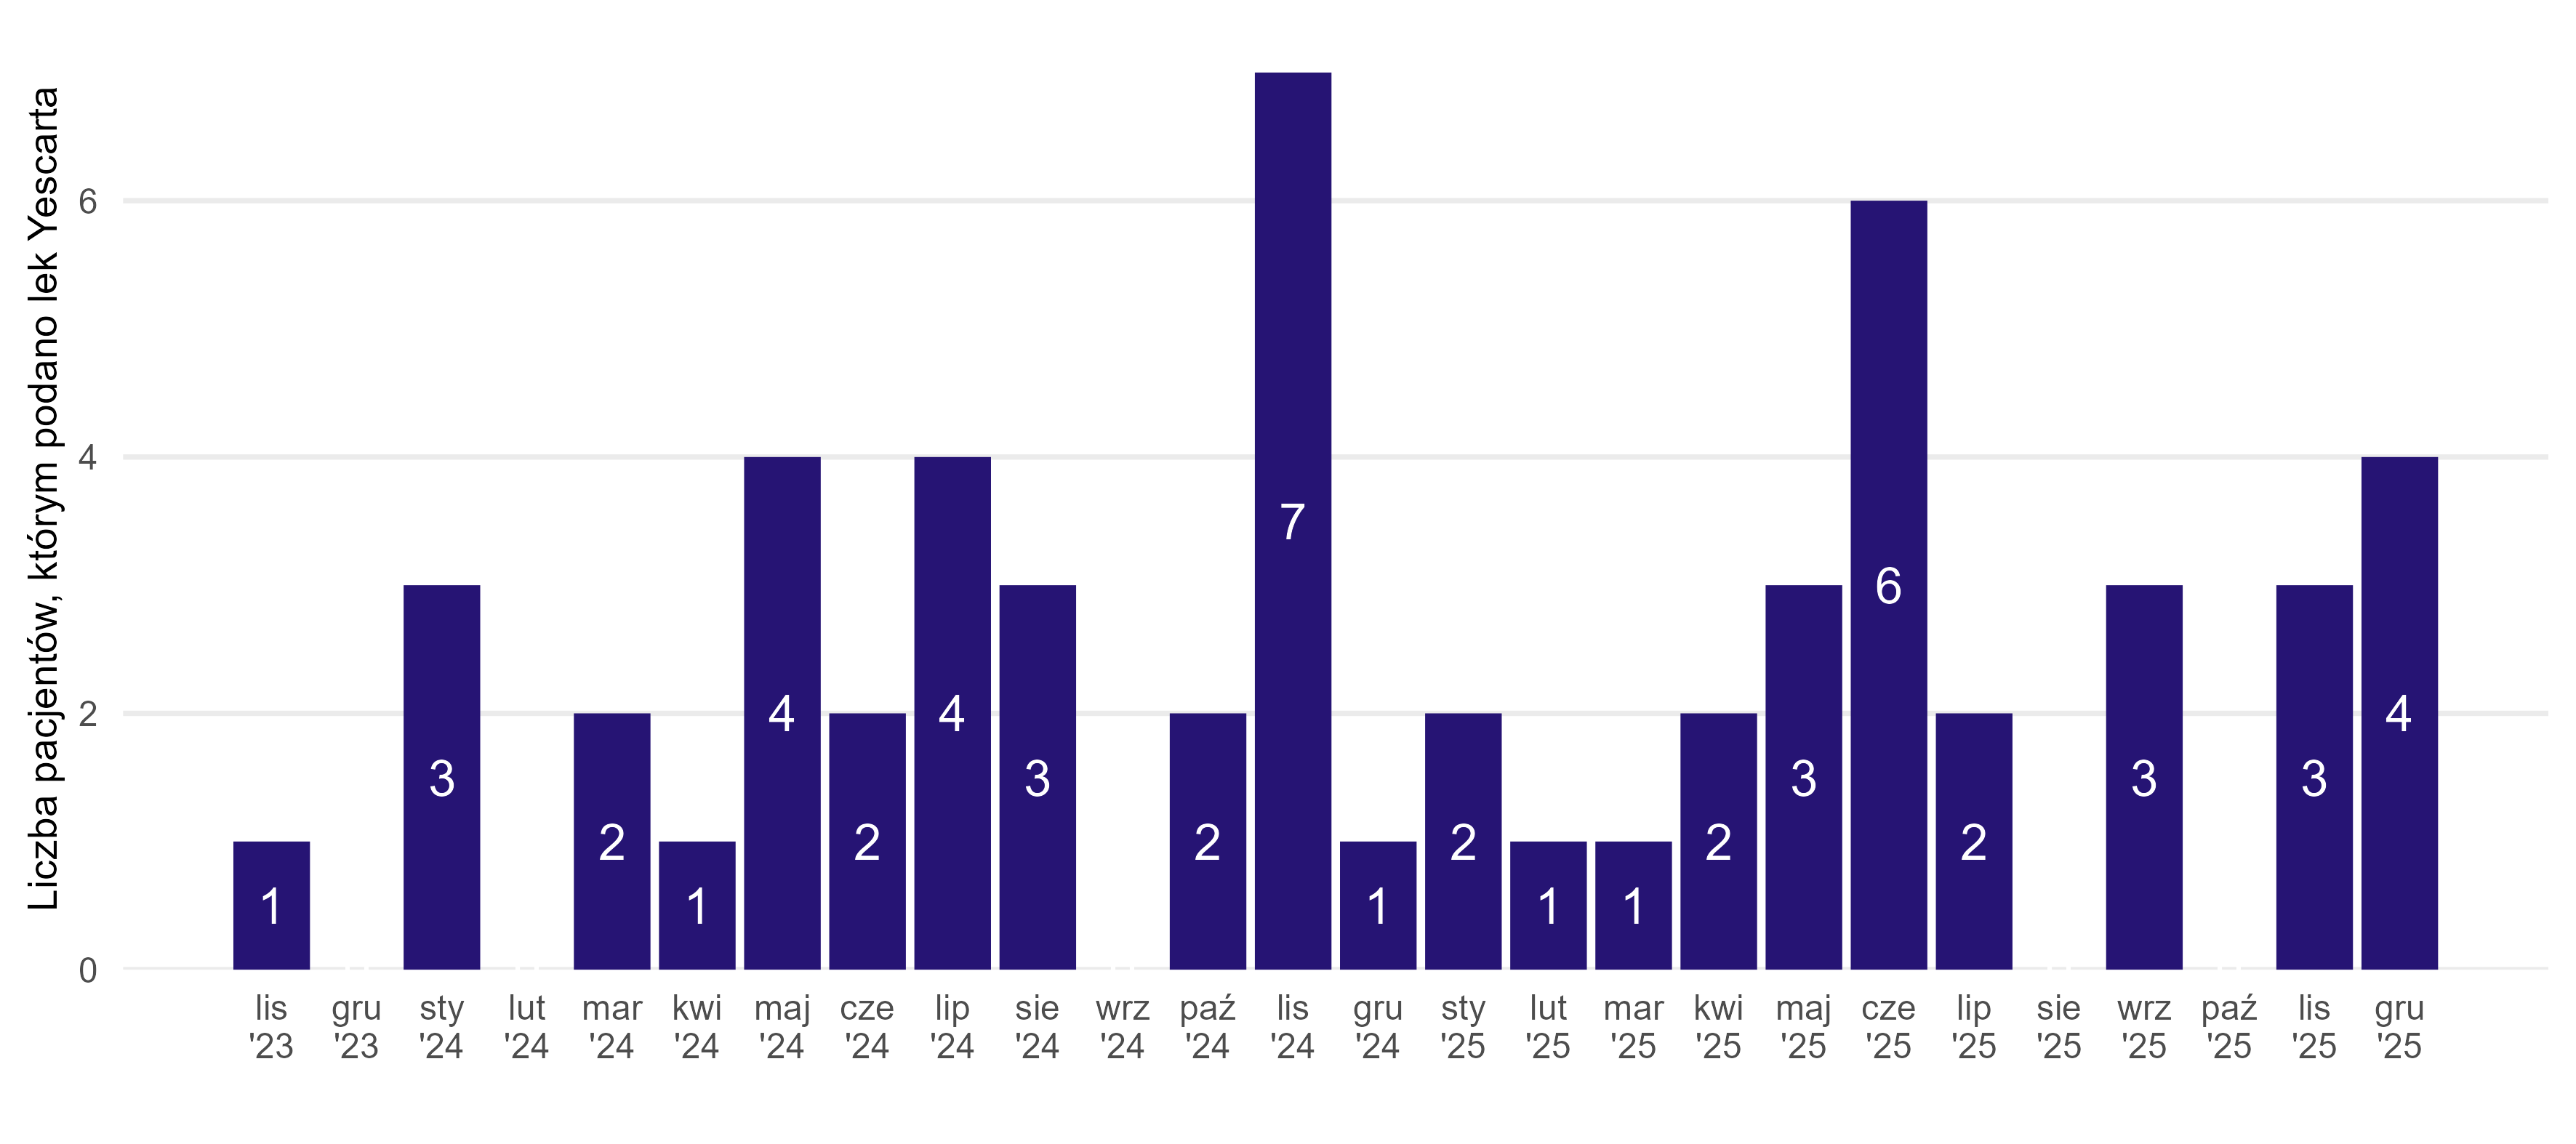 Liczba pacjentów, którym podano lek Yescarta
6
4
2
0
1
3
2
1
4
2
4
3
2
7
1
2
1
1
2
3
6
2
3
3
4
lis '23
gru '23
sty '24
lut '24
mar '24
kwi '24
maj '24
cze '24
lip '24
sie '24
wrz '24
paź '24
lis '24
gru '24
sty '25
lut '25
mar '25
kwi '25
maj '25
cze '25
lip '25
sie '25
wrz '25
paź '25
lis '25
gru '25